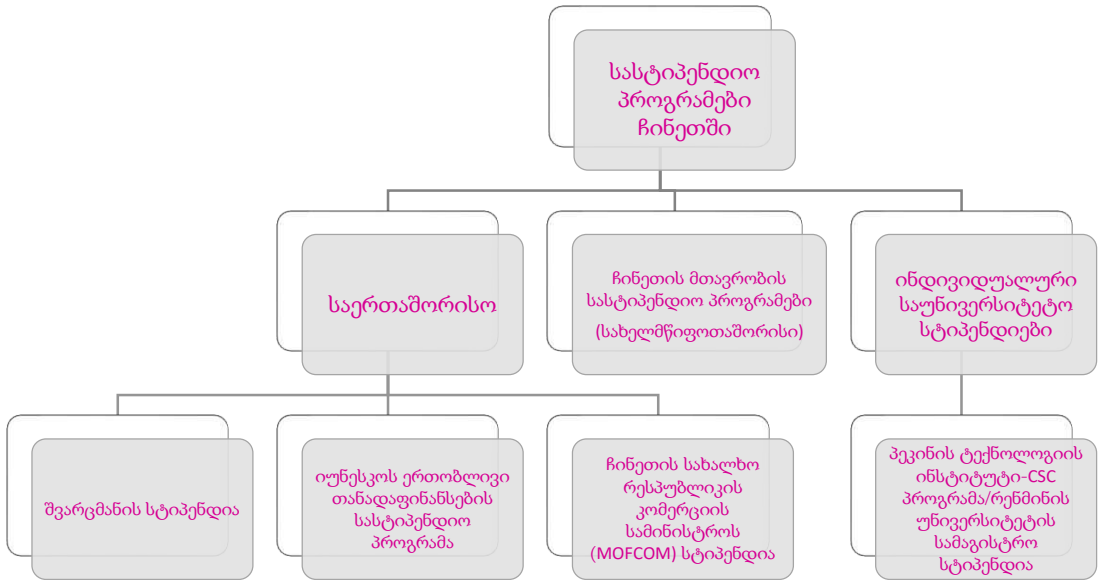 სასტიპენდიო
პროგრამები
ჩინეთში
საერთაშორისო
ჩინეთის მთავრობის
სასტიპენდიო პროგრამები
(სახელმწიფოთაშორისი)
ინდივიდუალური
საუნივერსიტეტო
სტიპენდიები
შვარცმანის სტიპენდია
იუნესკოს ერთობლივი
თანადაფინანსების
სასტიპენდიო
პროგრამა
ჩინეთის სახალხო
რესპუბლიკის
კომერციის
სამინისტროს
(MOFCOM) სტიპენდია
პეკინის ტექნოლოგიის
ინსტიტუტი-CSC
პროგრამა/რენმინის
უნივერსიტეტის
სამაგისტრო
სტიპენდია